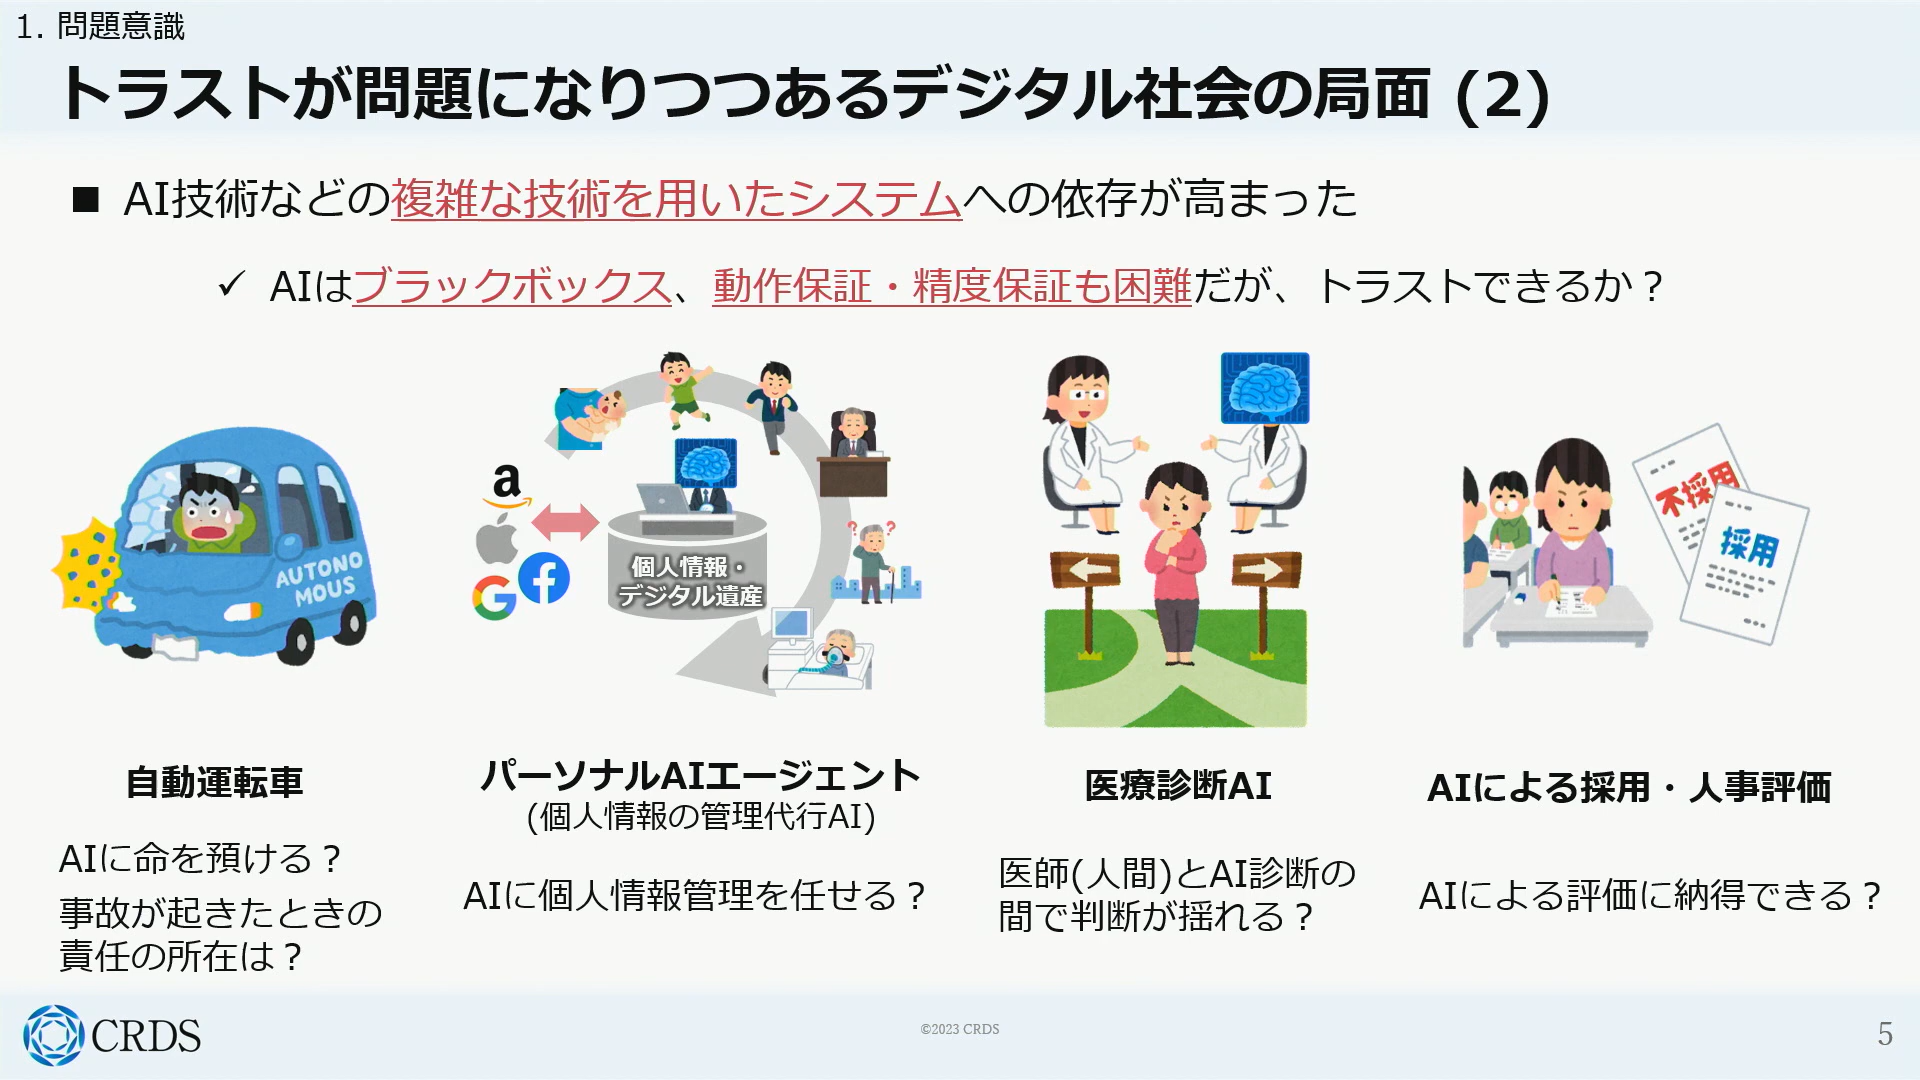 1. 問題意識
トラストが問題になりつつあるデジタル社会の局面 (2)
■ AI技術などの複雑な技術を用いたシステムへの依存が高まった
✓ AIはブラックボックス、動作保証・精度保証も困難だが、トラストできるか？
AUTONO
MOUS
a
個人情報・
デジタル遺産
不採用
採用
自動運転車
AIに命を預ける？
事故が起きたときの
責任の所在は？
パーソナルAIエージェント
(個人情報の管理代行AI)
AIに個人情報管理を任せる？
医療診断AI
医師(人間)とAI診断の
間で判断が揺れる？
AIによる採用・人事評価
AIによる評価に納得できる？
CRDS
©2023 CRDS
5